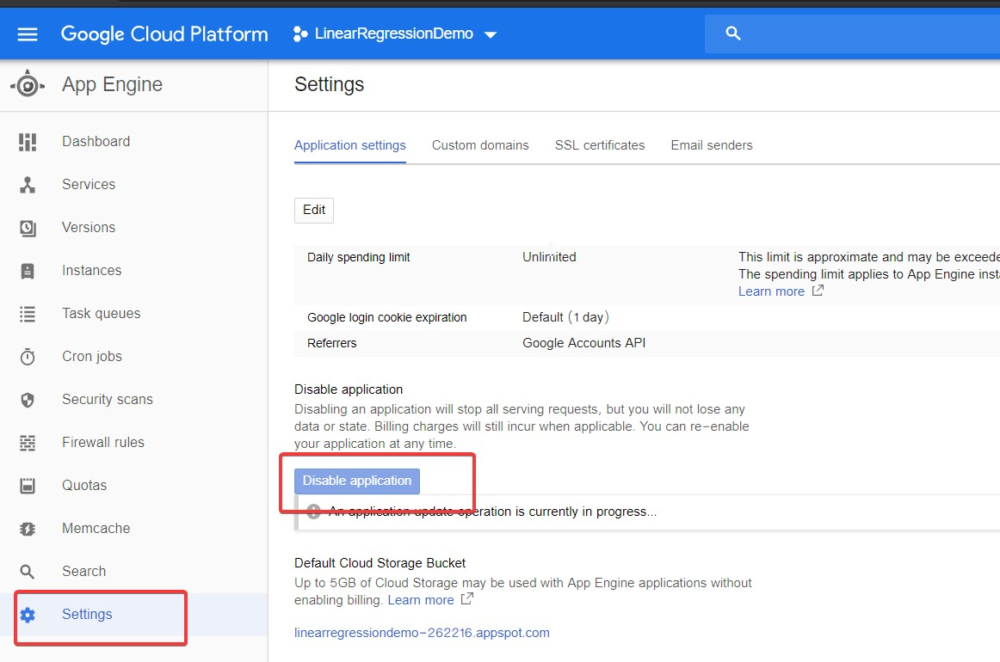 Google Cloud Platform LinearRegressionDemo
App Engine
Settings
Dashboard
Services
Versions
Instances
Task queues
Cron jobs
Security scans
Firewall rules
Quotas
Memcache
Search
Settings
Application settings Custom domains SSL certificates Email senders
Edit
Daily spending limit Unlimited This limit is approximate and may be
The spending limit applies to App Engine
Learn more
Google login cookie expiration Default (1 day)
Referrers Google Accounts API
Disable application
Disabling an application will stop all serving requests, but you will not lose any
data or state. Billing charges will still incur when applicable. You can re-enable
your application at any time.
Disable application
An application update operation is currently in progress...
Default Cloud Storage Bucket
Up to 5GB of Cloud Storage may be used with App Engine applications without
enabling billing. Learn more
linearregressiondemo-262216.appspot.com